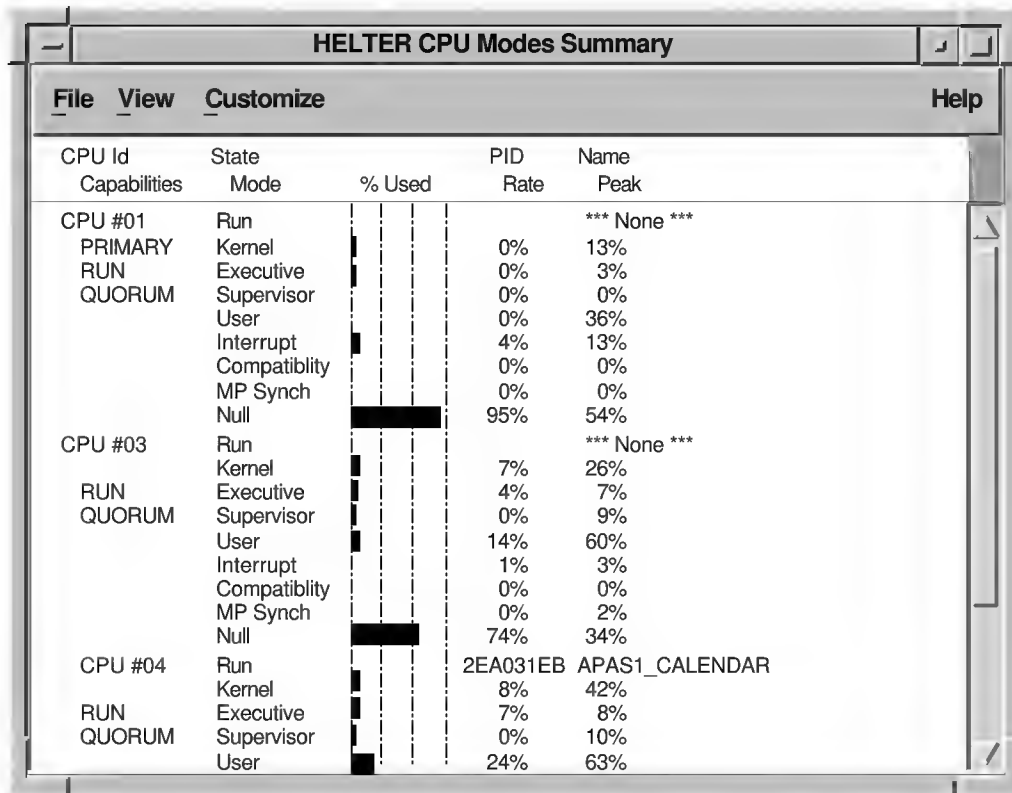 HELTER CPU Modes Summary
File View Customize Help
CPU Id State PID Name
Capabilities Mode % Used Rate Peak
CPU #01 Run *** None ***
PRIMARY Kernel 0% 13%
RUN Executive 0% 3%
QUORUM Supervisor 0% 0%
User 0% 36%
Interrupt 4% 13%
Compatiblity 0% 0%
MP Synch 0% 0%
Null 95% 54%
CPU #03 Run *** None ***
Kernel 7% 26%
RUN Executive 4% 7%
QUORUM Supervisor 0% 9%
User 14% 60%
Interrupt 1% 3%
Compatiblity 0% 0%
MP Synch 0% 2%
Null 74% 34%
CPU #04 Run 2EA031EB APAS1_CALENDAR
Kernel 8% 42%
RUN Executive 7% 8%
QUORUM Supervisor 0% 10%
User 24% 63%